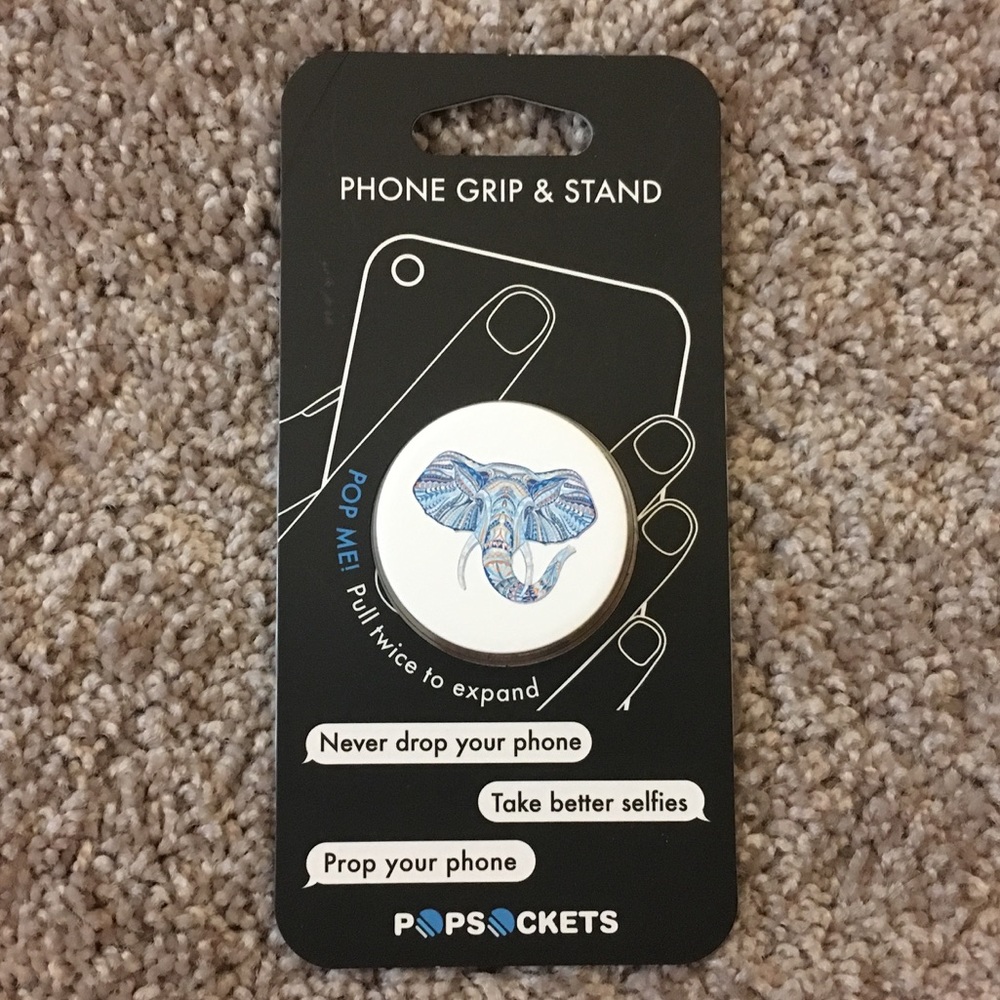 PHONE GRIP & STAND
POP ME! Pull twice to expand
Never drop your phone
Take better selfies
Prop your phone
POPSOCKETS